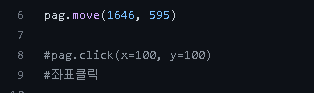 6 pag.move(1646, 595)
7
8 #pag.click(x=100, y=100)
9 #좌표클릭